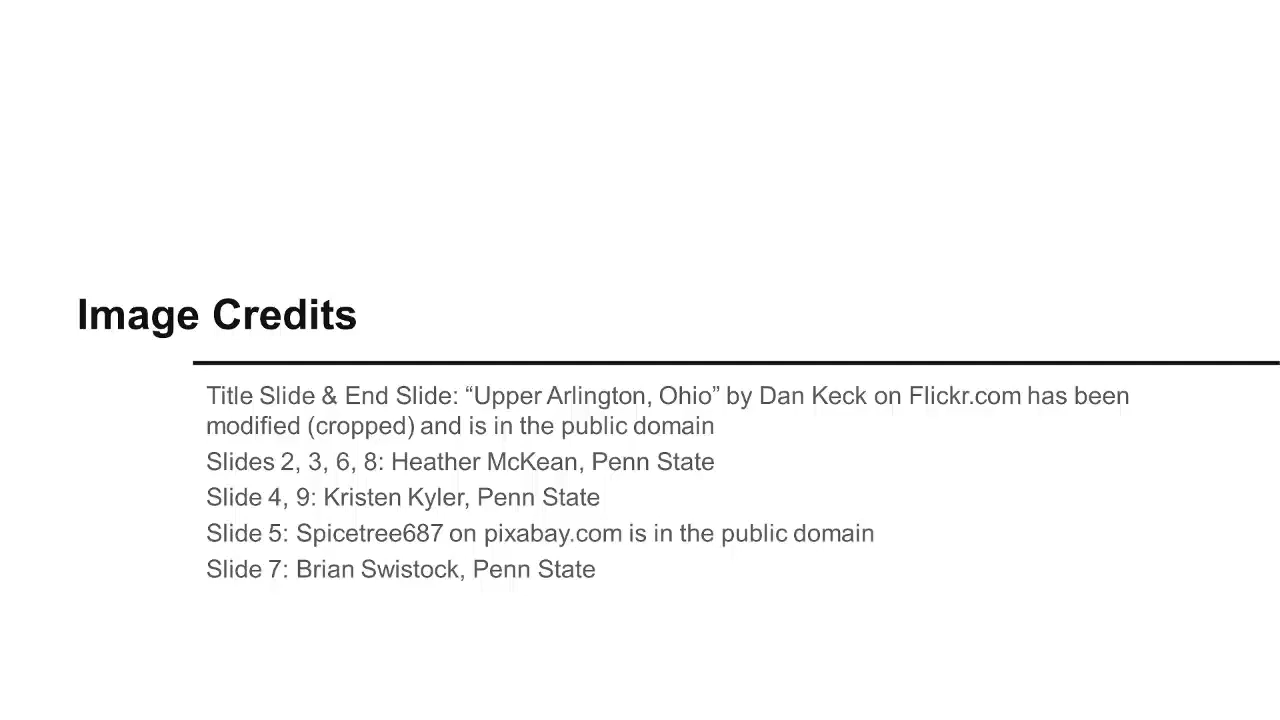 Image Credits
Title Slide & End Slide: “Upper Arlington, Ohio” by Dan Keck on Flickr.com has been
modified (cropped) and is in the public domain
Slides 2, 3, 6, 8: Heather McKean, Penn State
Slide 4, 9: Kristen Kyler, Penn State
Slide 5: Spicetree687 on pixabay.com is in the public domain
Slide 7: Brian Swistock, Penn State